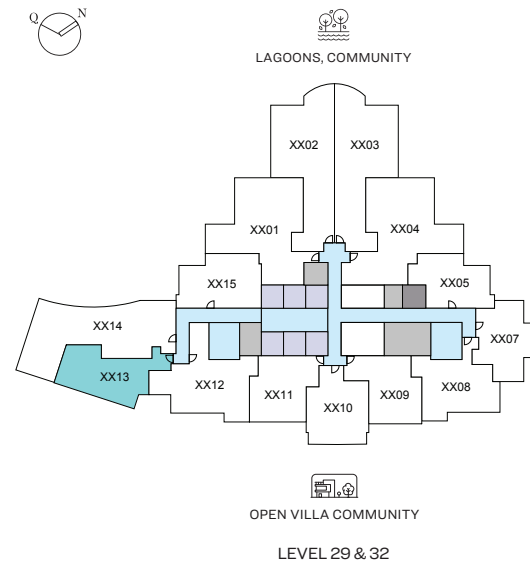 Q N
LAGOONS, COMMUNITY
XX02 XX03
XX01 XX04
XX15 XX05
XX14 XX07
XX13 XX12 XX08
XX11 XX10 XX09
OPEN VILLA COMMUNITY
LEVEL 29 & 32